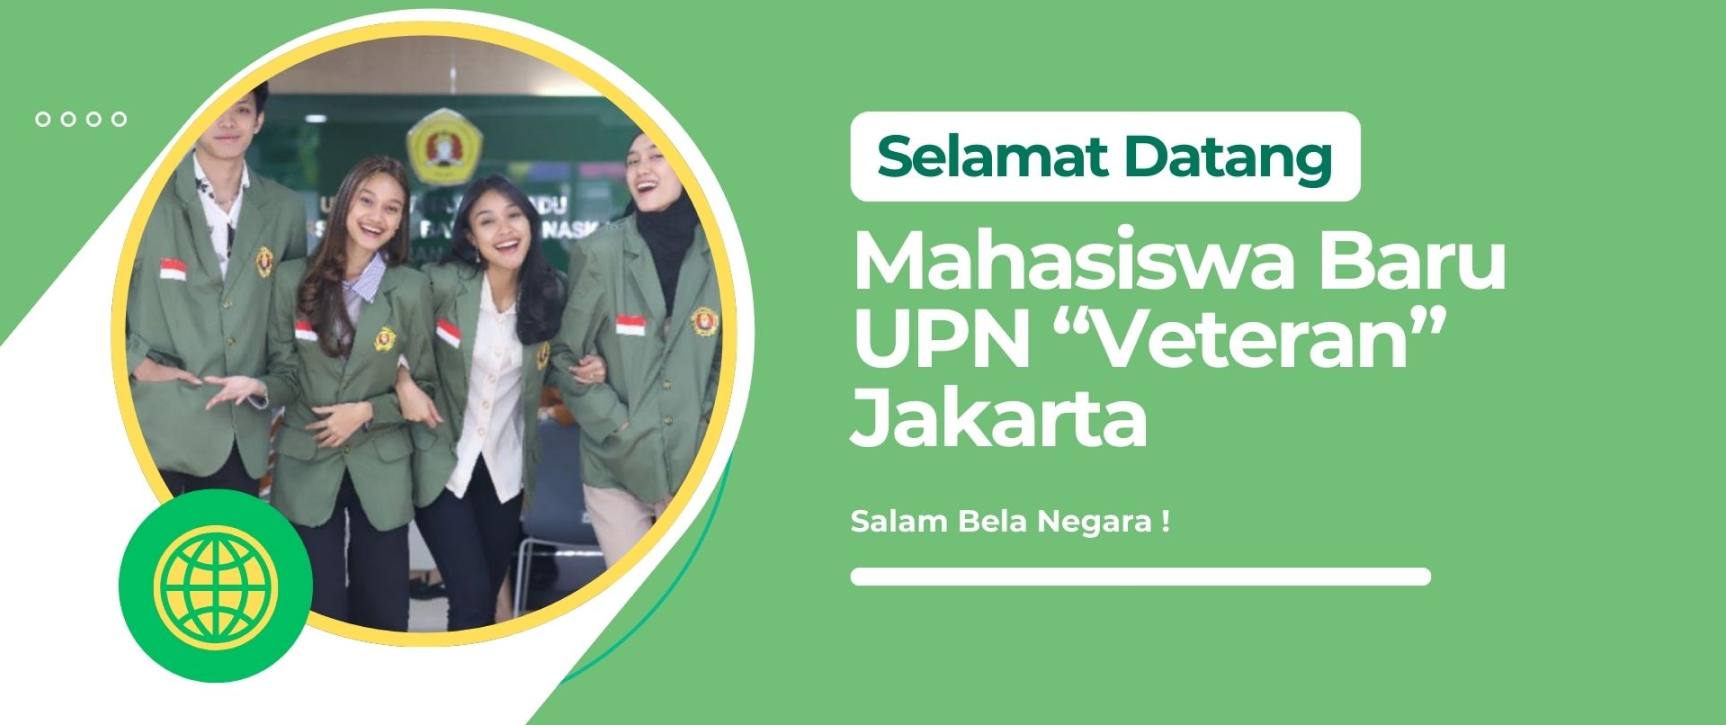 Selamat Datang
Mahasiswa Baru
UPN “Veteran”
Jakarta
Salam Bela Negara !